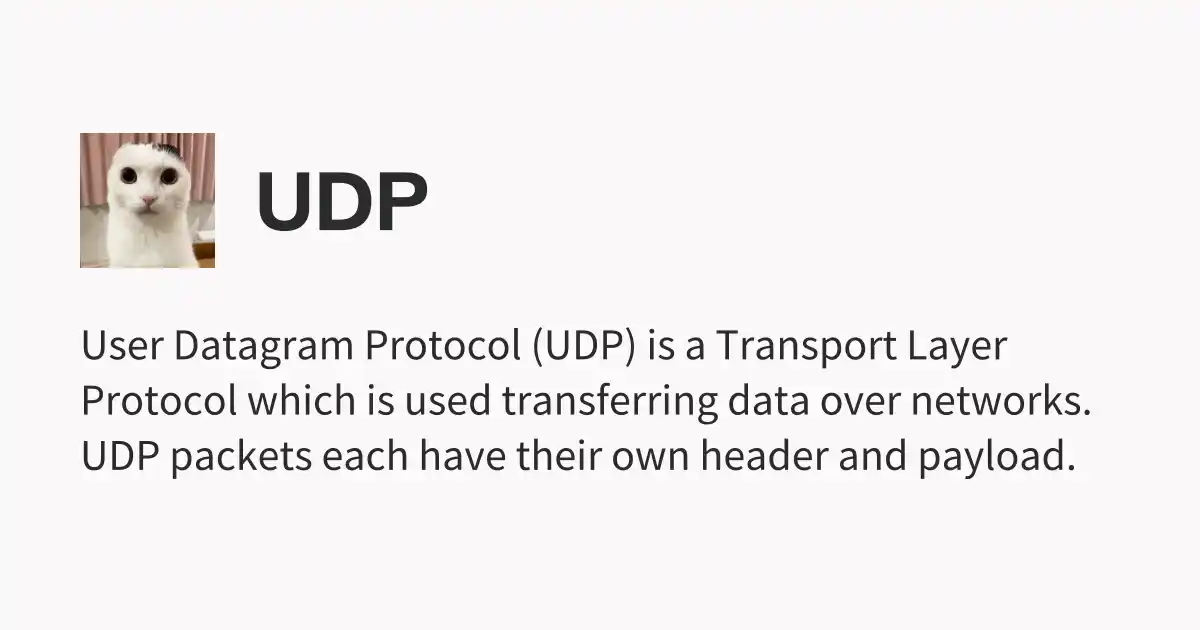 UDP
User Datagram Protocol (UDP) is a Transport Layer
Protocol which is used transferring data over networks.
UDP packets each have their own header and payload.